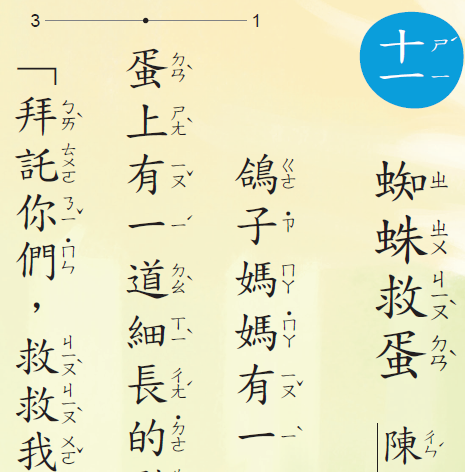 十一
蜘蛛救蛋
陳
鴿子媽媽有一
蛋上有一道細長的
「拜託你們，救救我
3
1